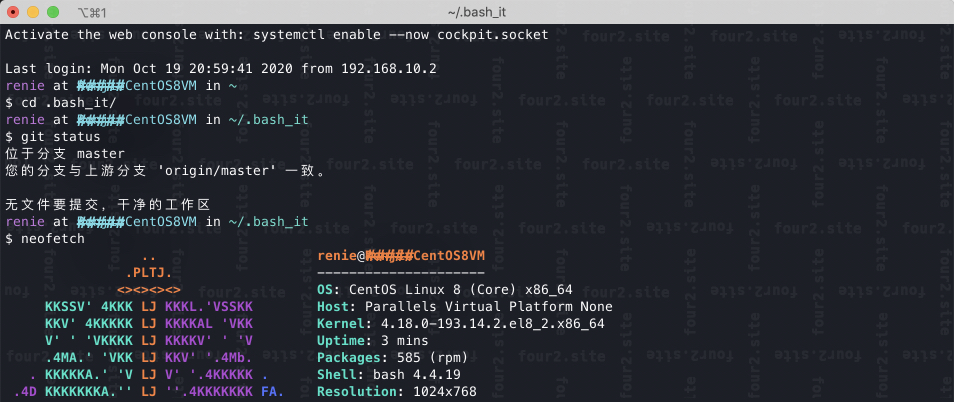 ⌥⌘1
~/.bash_it
Activate the web console with: systemctl enable --now cockpit.socket
Last login: Mon Oct 19 20:59:41 2020 from 192.168.10.2
renie at #####CentOS8VM in ~
$ cd .bash_it/
renie at #####CentOS8VM in ~/.bash_it
$ git status
位于分支 master
您的分支与上游分支 'origin/master' 一致。
无文件要提交，干净的工作区
renie at #####CentOS8VM in ~/.bash_it
$ neofetch
.. renie@#####CentOS8VM
.PLTJ. ---------------------
<><><><> OS: CentOS Linux 8 (Core) x86_64
KKSSV' 4KKK LJ KKKL.'VSSKK Host: Parallels Virtual Platform None
KKV' 4KKKKK LJ KKKKAL 'VKK Kernel: 4.18.0-193.14.2.el8_2.x86_64
V' ' 'VKKKK LJ KKKKV' ' 'V Uptime: 3 mins
.4MA.' 'VKK LJ KKV' '.4Mb. Packages: 585 (rpm)
. KKKKKA.' 'V LJ V' '.4KKKKK . Shell: bash 4.4.19
.4D KKKKKKKA.'' LJ ''.4KKKKKKK FA. Resolution: 1024x768
four2.site